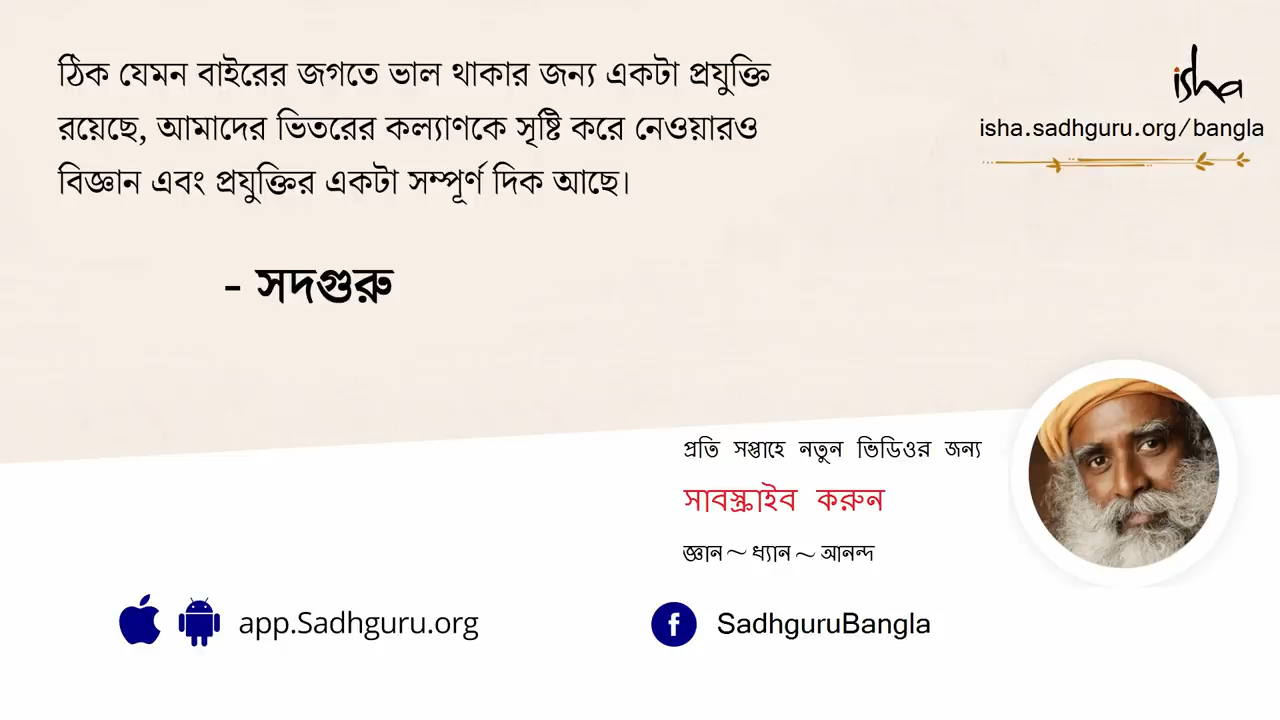 ঠিক যেমন বাইরের জগতে ভাল থাকার জন্য একটা প্রযুক্তি
রয়েছে, আমাদের ভিতরের কল্যাণকে সৃষ্টি করে নেওয়ারও
বিজ্ঞান এবং প্রযুক্তির একটা সম্পূর্ণ দিক আছে।
- সদগুরু
isha
isha.sadhguru.org/bangla
প্রতি সপ্তাহে নতুন ভিডিওর জন্য
সাবস্ক্রাইব করুন
জ্ঞান ~ ধ্যান ~ আনন্দ
app.Sadhguru.org
f SadhguruBangla